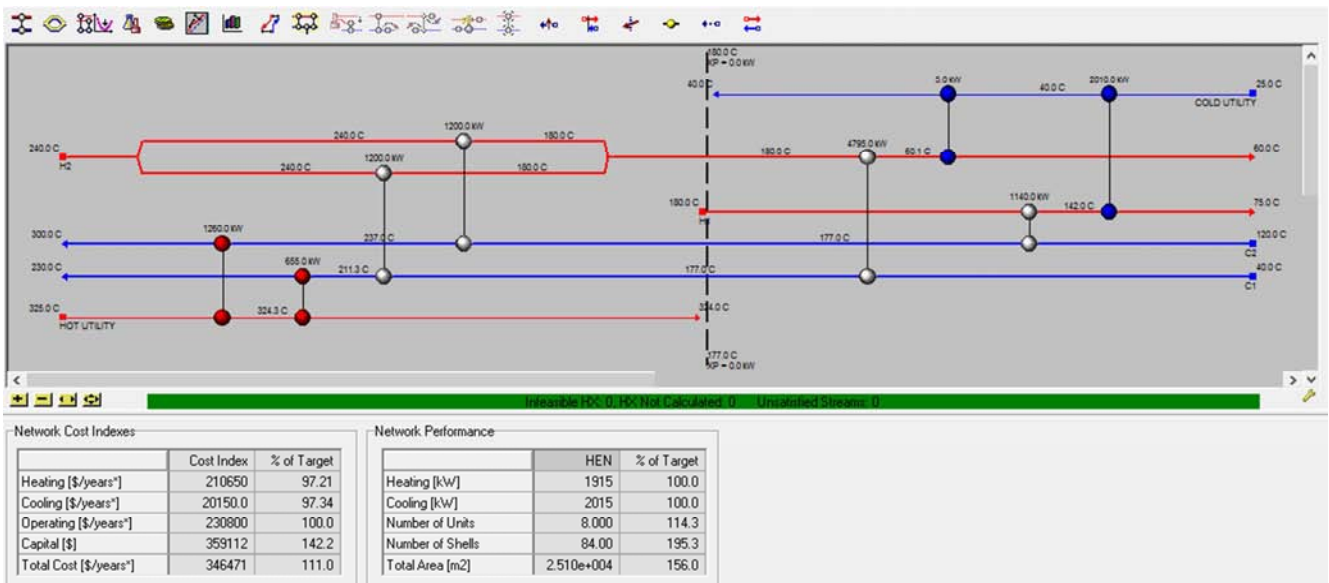 180.0 C
XP = 0.0 kW
40.0 C
5.0 kW
40.0 C
2010.0 kW
25.0 C
COLD UTILITY
240.0 C
H2
240.0 C
1200.0 kW
180.0 C
240.0 C
1200.0 kW
180.0 C
180.0 C
4795.0 kW
60.1 C
60.0 C
180.0 C
1140.0 kW
142.0 C
75.0 C
300.0 C
1260.0 kW
237.0 C
177.0 C
120.0 C
C2
230.0 C
655.0 kW
211.3 C
177.0 C
40.0 C
C1
325.0 C
HOT UTILITY
324.3 C
324.0 C
177.0 C
XP = 0.0 kW
Infeasible HX: 0, HX Not Calculated: 0 Unsatisfied Streams: 0
Network Cost Indexes
Cost Index % of Target
Heating [$/years*] 210650 97.21
Cooling [$/years*] 20150.0 97.34
Operating [$/years*] 230800 100.0
Capital [$] 359112 142.2
Total Cost [$/years*] 346471 111.0
Network Performance
HEN % of Target
Heating [kW] 1915 100.0
Cooling [kW] 2015 100.0
Number of Units 8.000 114.3
Number of Shells 84.00 195.3
Total Area [m2] 2.510e+004 156.0